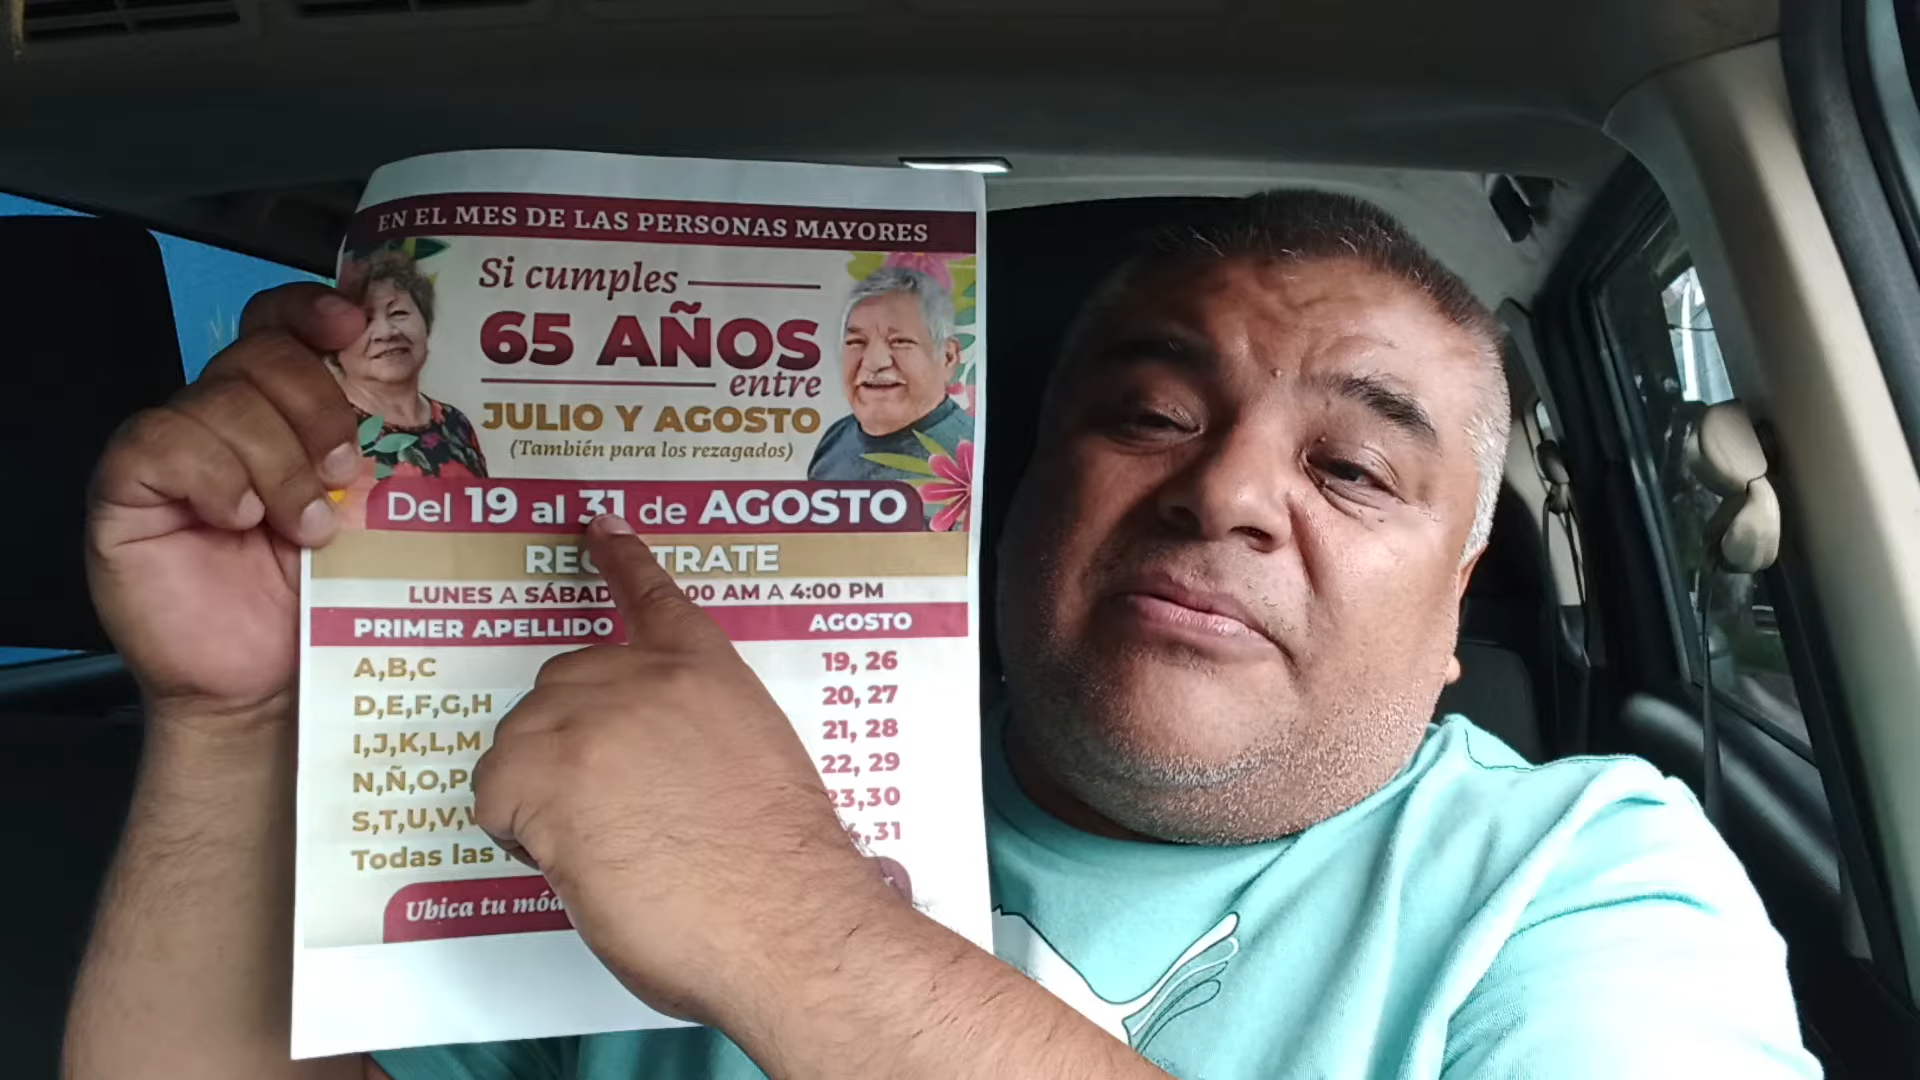 EN EL MES DE LAS PERSONAS MAYORES
Si cumples
65 AÑOS
entre
JULIO Y AGOSTO
(También para los rezagados)
Del 19 al 31 de AGOSTO
LUNES A 00 AM A 4:00 PM
PRIMER APELLIDO AGOSTO
A,B,C 19, 26
D,E,F,G,H 20, 27
I,J,K,L,M 21, 28
N,Ñ,O,P, 22, 29
S,T,U,V, 23,30
Todas las ,31
Ubica tu